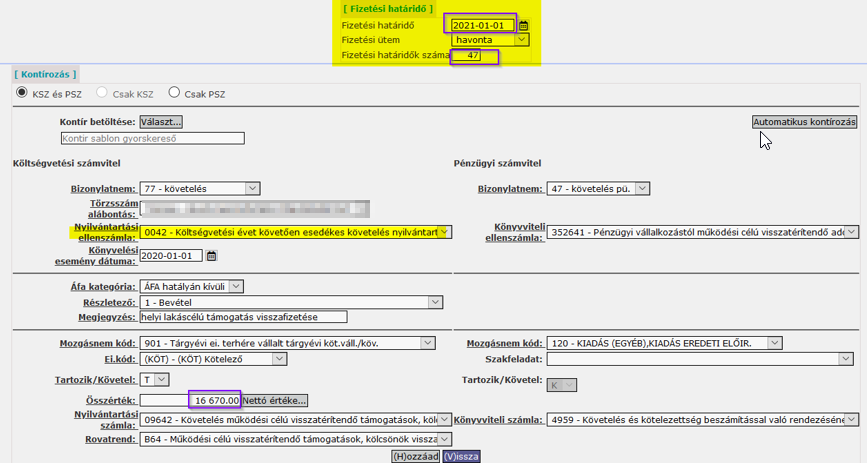 [ Fizetési határidő ]
Fizetési határidő 2021-01-01
Fizetési ütem havonta
Fizetési határidők száma 47
[ Kontírozás ]
KSZ és PSZ Csak KSZ Csak PSZ
Kontír betöltése: Választ... Automatikus kontírozás
Kontír sablon gyorskereső
Költségvetési számvitel Pénzügyi számvitel
Bizonylatnem: 77 - követelés Bizonylatnem: 47 - követelés pü.
Törzsszám
alábontás:
Nyilvántartási
ellenszámla: 0042 - Költségvetési évet követően esedékes követelés nyilvántart
Könyvviteli
ellenszámla: 352641 - Pénzügyi vállalkozástól működési célú visszatérítendő ado
Könyvelési
esemény dátuma: 2020-01-01
Áfa kategória: ÁFA hatályán kívüli
Részletező: 1 - Bevétel
Megjegyzés: helyi lakáscélú támogatás visszafizetése
Mozgásnem kód: 901 - Tárgyévi ei. terhére vállalt tárgyévi köt.váll./köv. Mozgásnem kód: 120 - KIADÁS (EGYÉB),KIADÁS EREDETI ELŐIR.
Ei.kód: (KÖT) - (KÖT) Kötelező Szakfeladat:
Tartozik/Követel: T Tartozik/Követel: K
Összérték: 16 670.00 Nettó értéke...
Nyilvántartási
számla: 09642 - Követelés működési célú visszatérítendő támogatások, köl Könyvviteli számla: 4959 - Követelés és kötelezettség beszámítással való rendezéséne
Rovatrend: B64 - Működési célú visszatérítendő támogatások, kölcsönök vissza
(H)ozzáad (V)issza